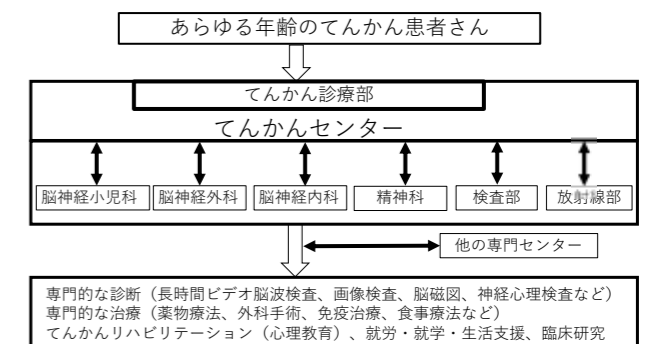 あらゆる年齢のてんかん患者さん
てんかん診療部
てんかんセンター
脳神経小児科 脳神経外科 脳神経内科 精神科 検査部 放射線部
他の専門センター
専門的な診断（長時間ビデオ脳波検査、画像検査、脳磁図、神経心理検査など）
専門的な治療（薬物療法、外科手術、免疫治療、食事療法など）
てんかんリハビリテーション（心理教育）、就労・就学・生活支援、臨床研究